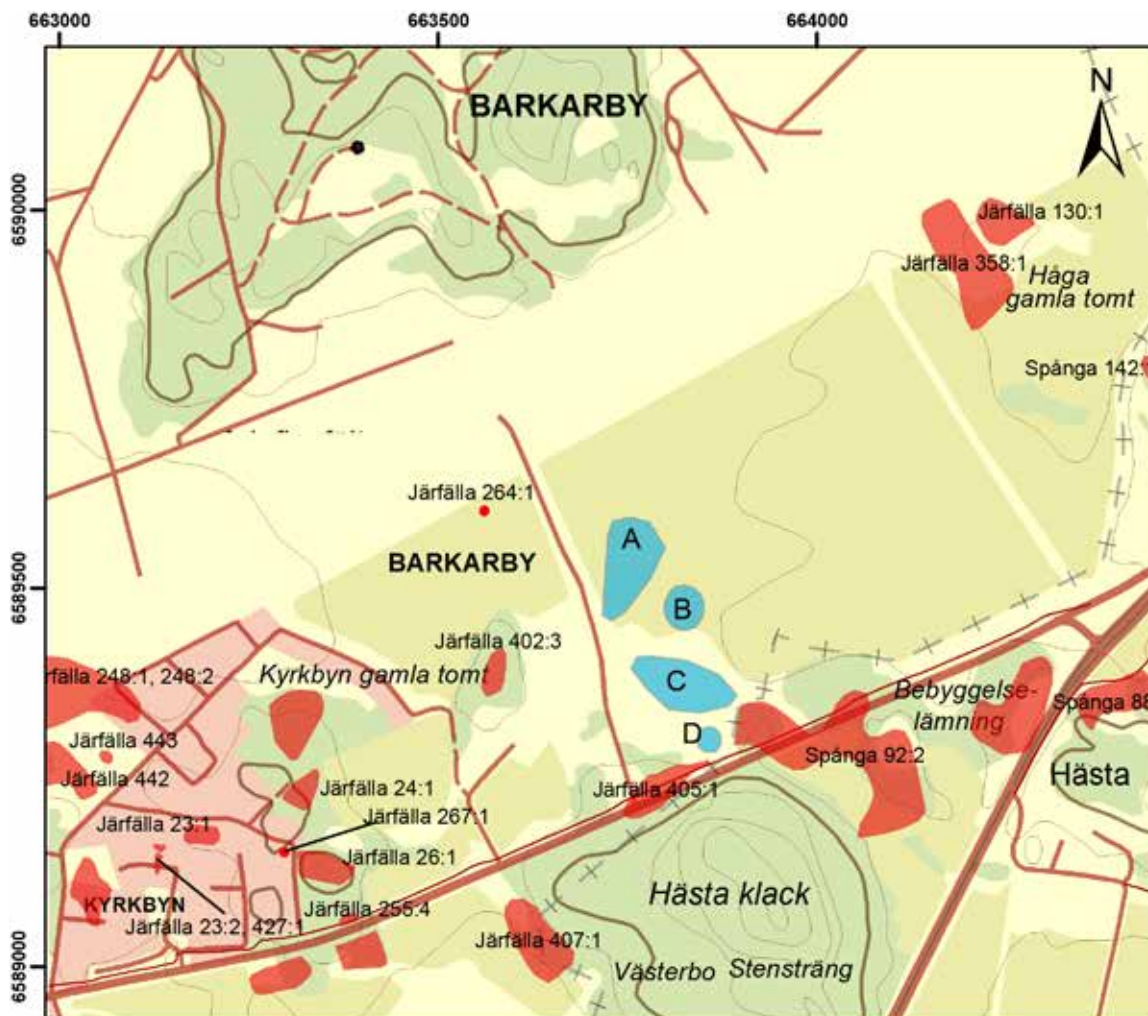 663000
663500
664000
BARKARBY
N
6590000
Järfälla 130:1
Järfälla 358:1
Håga
gamla tomt
Spånga 142:
Järfälla 264:1
A
BARKARBY
6589500
B
Järfälla 402:3
Kyrkbyn gamla tomt
rfälla 248:1, 248:2
C
Bebyggelse-
lämning
Spånga 88
D
Järfälla 443
Spånga 92:2
Järfälla 442
Hästa
Järfälla 24:1
Järfälla 405:1
Järfälla 267:1
Järfälla 23:1
Järfälla 26:1
KYRKBYN
Hästa klack
Järfälla 255:4
Järfälla 23:2, 427:1
Järfälla 407:1
Västerbo
Stensträng
6589000